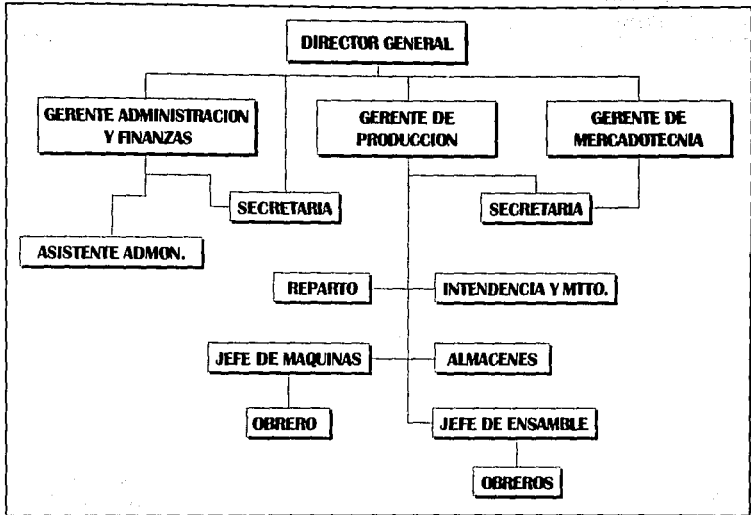 DIRECTOR GENERAL
GERENTE ADMINISTRACION
Y FINANZAS
GERENTE DE
PRODUCCION
GERENTE DE
MERCADOTECNIA
SECRETARIA
SECRETARIA
ASISTENTE ADMON.
REPARTO
INTENDENCIA Y MTTO.
JEFE DE MAQUINAS
ALMACENES
OBRERO
JEFE DE ENSAMBLE
OBREROS